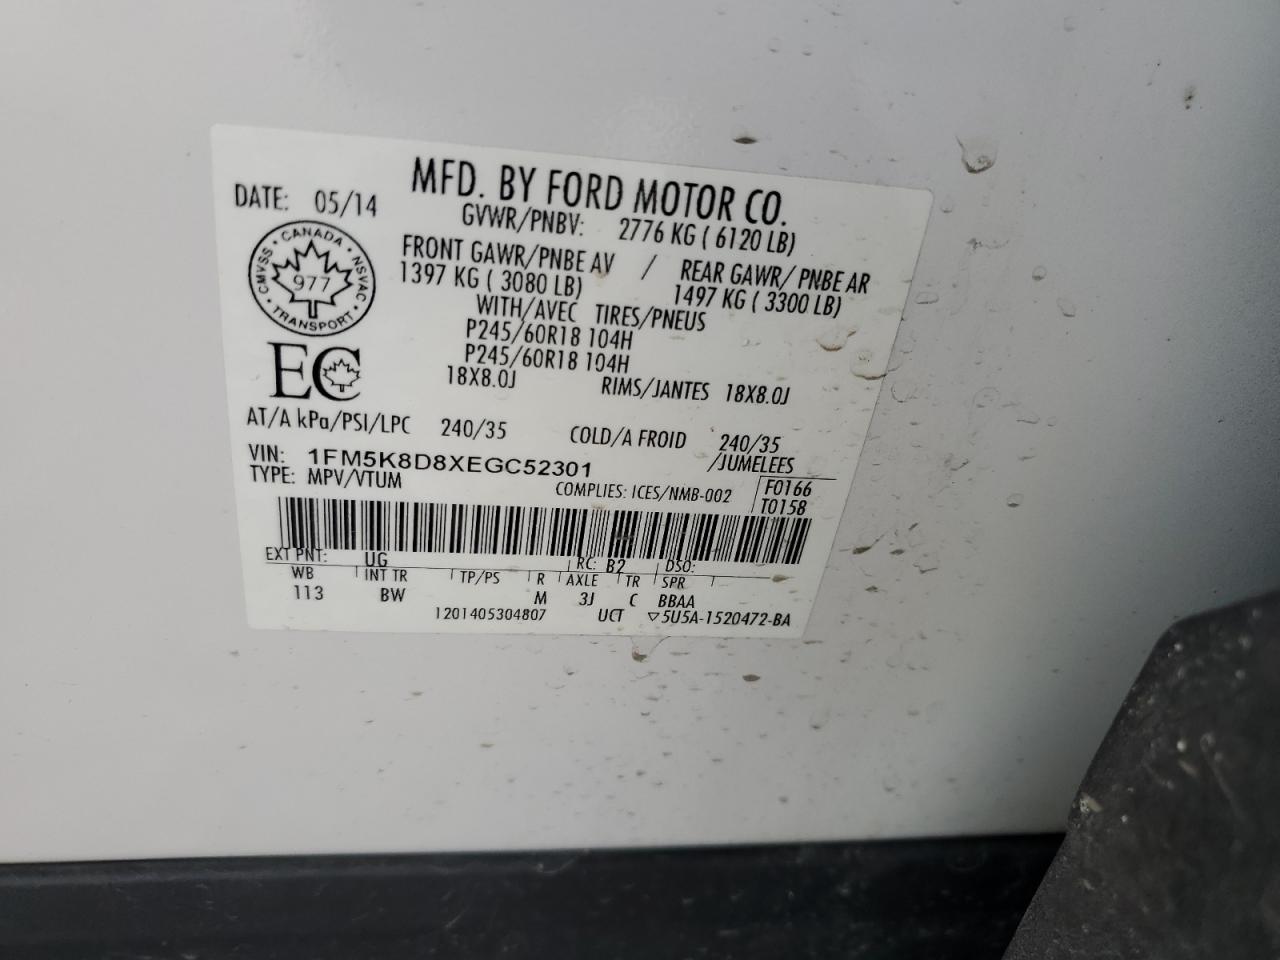 MFD. BY FORD MOTOR CO.
DATE: 05/14
GVWR/PNBV: 2776 KG ( 6120 LB)
FRONT GAWR/PNBE AV / REAR GAWR/ PNBE AR
1397 KG ( 3080 LB) 1497 KG ( 3300 LB)
WITH/AVEC TIRES/PNEUS
P245/60R18 104H
P245/60R18 104H
18X8.0J RIMS/JANTES 18X8.0J
CANADA
CMVSS · NSVAC
977
TRANSPORT
EC
AT/A kPa/PSI/LPC 240/35 COLD/A FROID 240/35
VIN: 1FM5K8D8XEGC52301 /JUMELEES
TYPE: MPV/VTUM COMPLIES: ICES/NMB-002 F0166
T0158
EXT PNT: UG RC: B2 DSO:
WB INT TR TP/PS R AXLE TR SPR
113 BW M 3J C BBAA
1201405304807 UCT ▽5U5A-1520472-BA